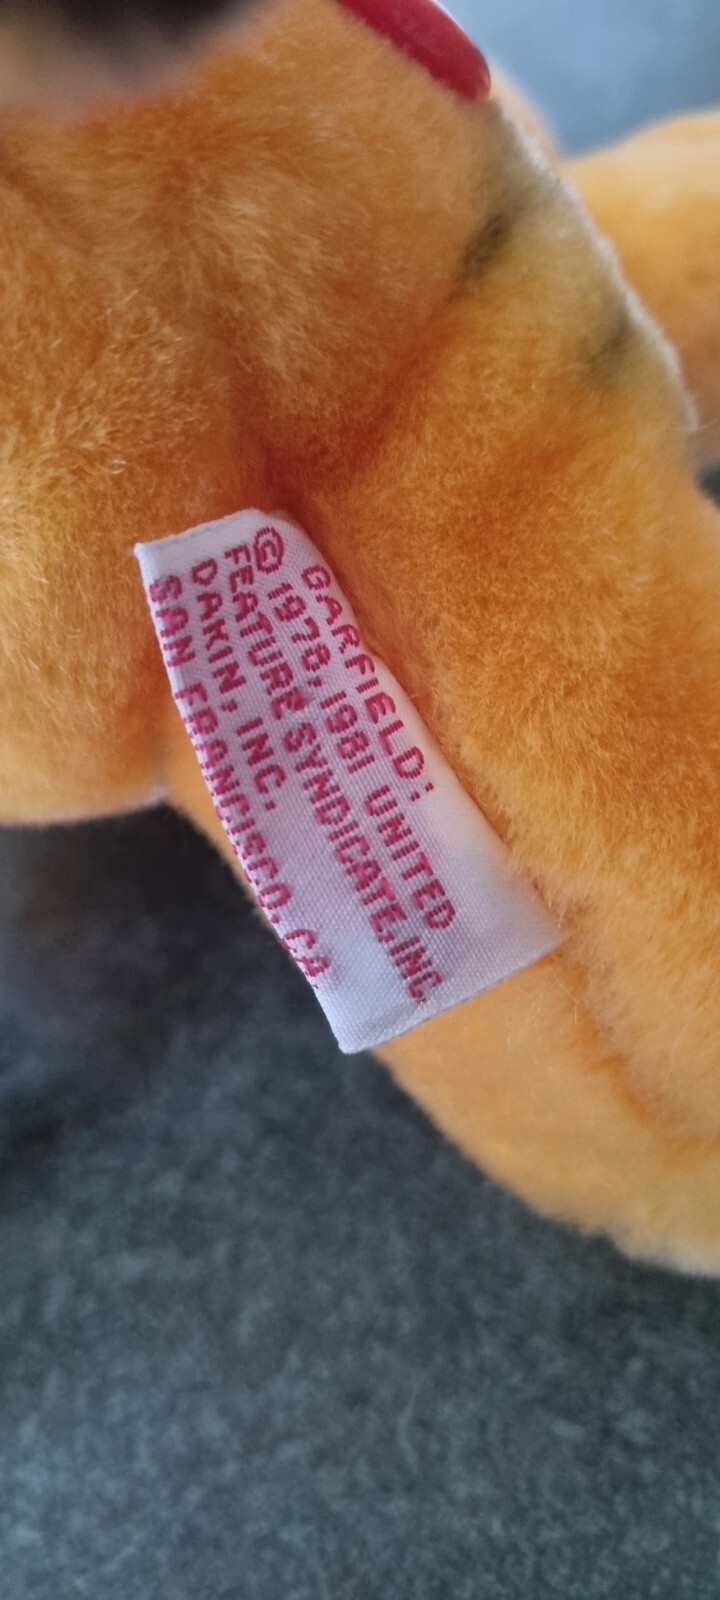 GARFIELD:
© 1978, 1981 UNITED
FEATURE SYNDICATE, INC.
DAKIN, INC.
SAN FRANCISCO, CA.